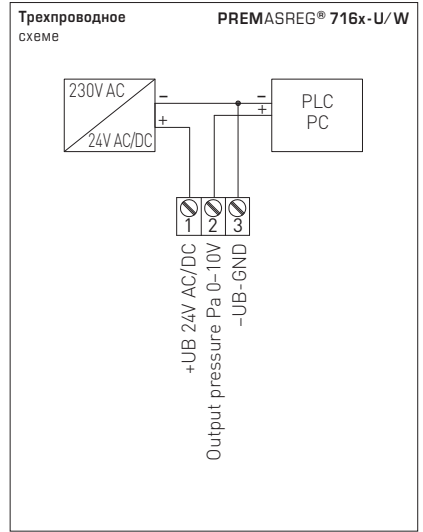 Трехпроводное PREMASREG® 716x-U/W
схеме
230V AC
24V AC/DC
–
+
–
+
PLC
PC
1 2 3
+UB 24V AC/DC
Output pressure Pa 0–10V
–UB-GND